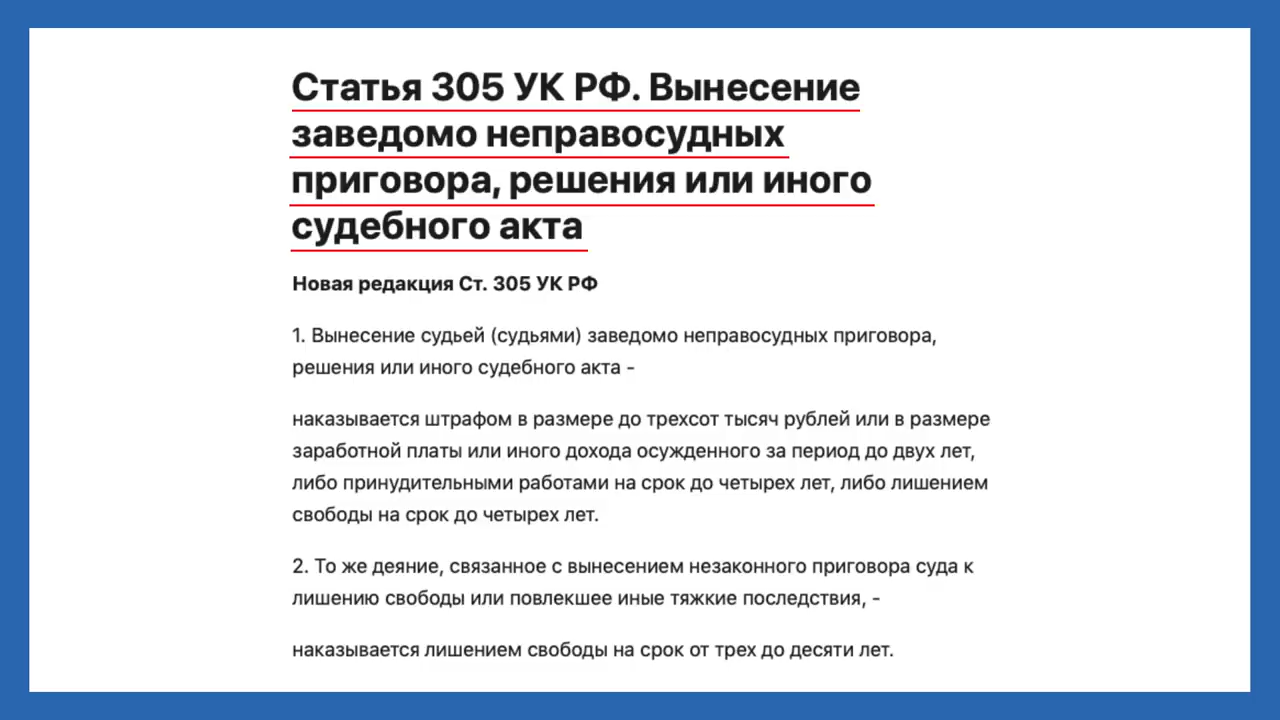 Статья 305 УК РФ. Вынесение
заведомо неправосудных
приговора, решения или иного
судебного акта
Новая редакция Ст. 305 УК РФ
1. Вынесение судьей (судьями) заведомо неправосудных приговора,
решения или иного судебного акта -
наказывается штрафом в размере до трехсот тысяч рублей или в размере
заработной платы или иного дохода осужденного за период до двух лет,
либо принудительными работами на срок до четырех лет, либо лишением
свободы на срок до четырех лет.
2. То же деяние, связанное с вынесением незаконного приговора суда к
лишению свободы или повлекшее иные тяжкие последствия, -
наказывается лишением свободы на срок от трех до десяти лет.